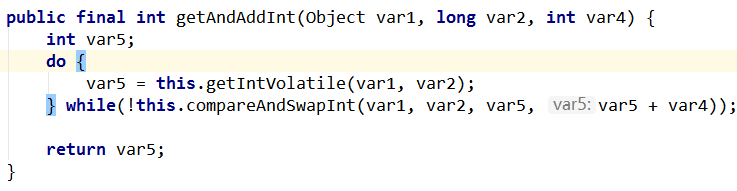 public final int getAndAddInt(Object var1, long var2, int var4) {
    int var5;
    do {
        var5 = this.getIntVolatile(var1, var2);
    } while(!this.compareAndSwapInt(var1, var2, var5, var5: var5 + var4));

    return var5;
}